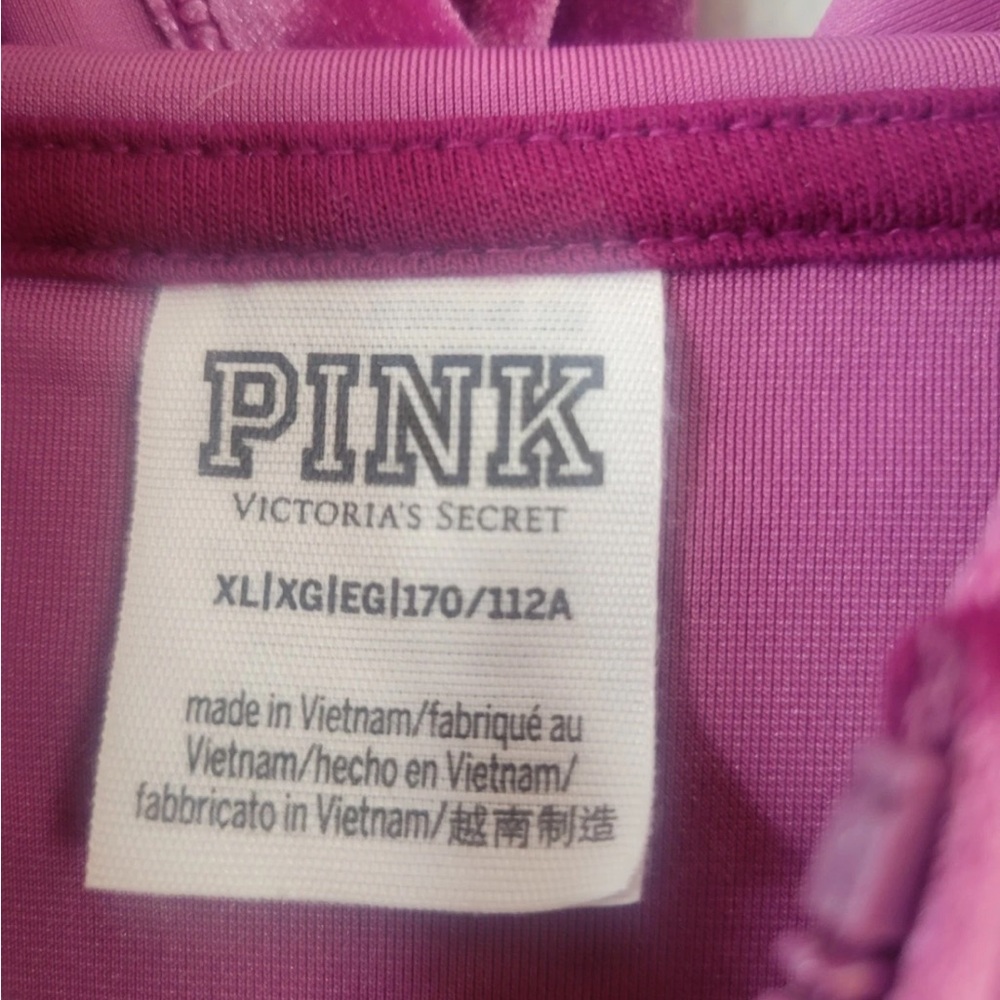 PINK
VICTORIA'S SECRET
XL|XG|EG|170/112A
made in Vietnam/fabriqué au
Vietnam/hecho en Vietnam/
fabbricato in Vietnam/越南制造